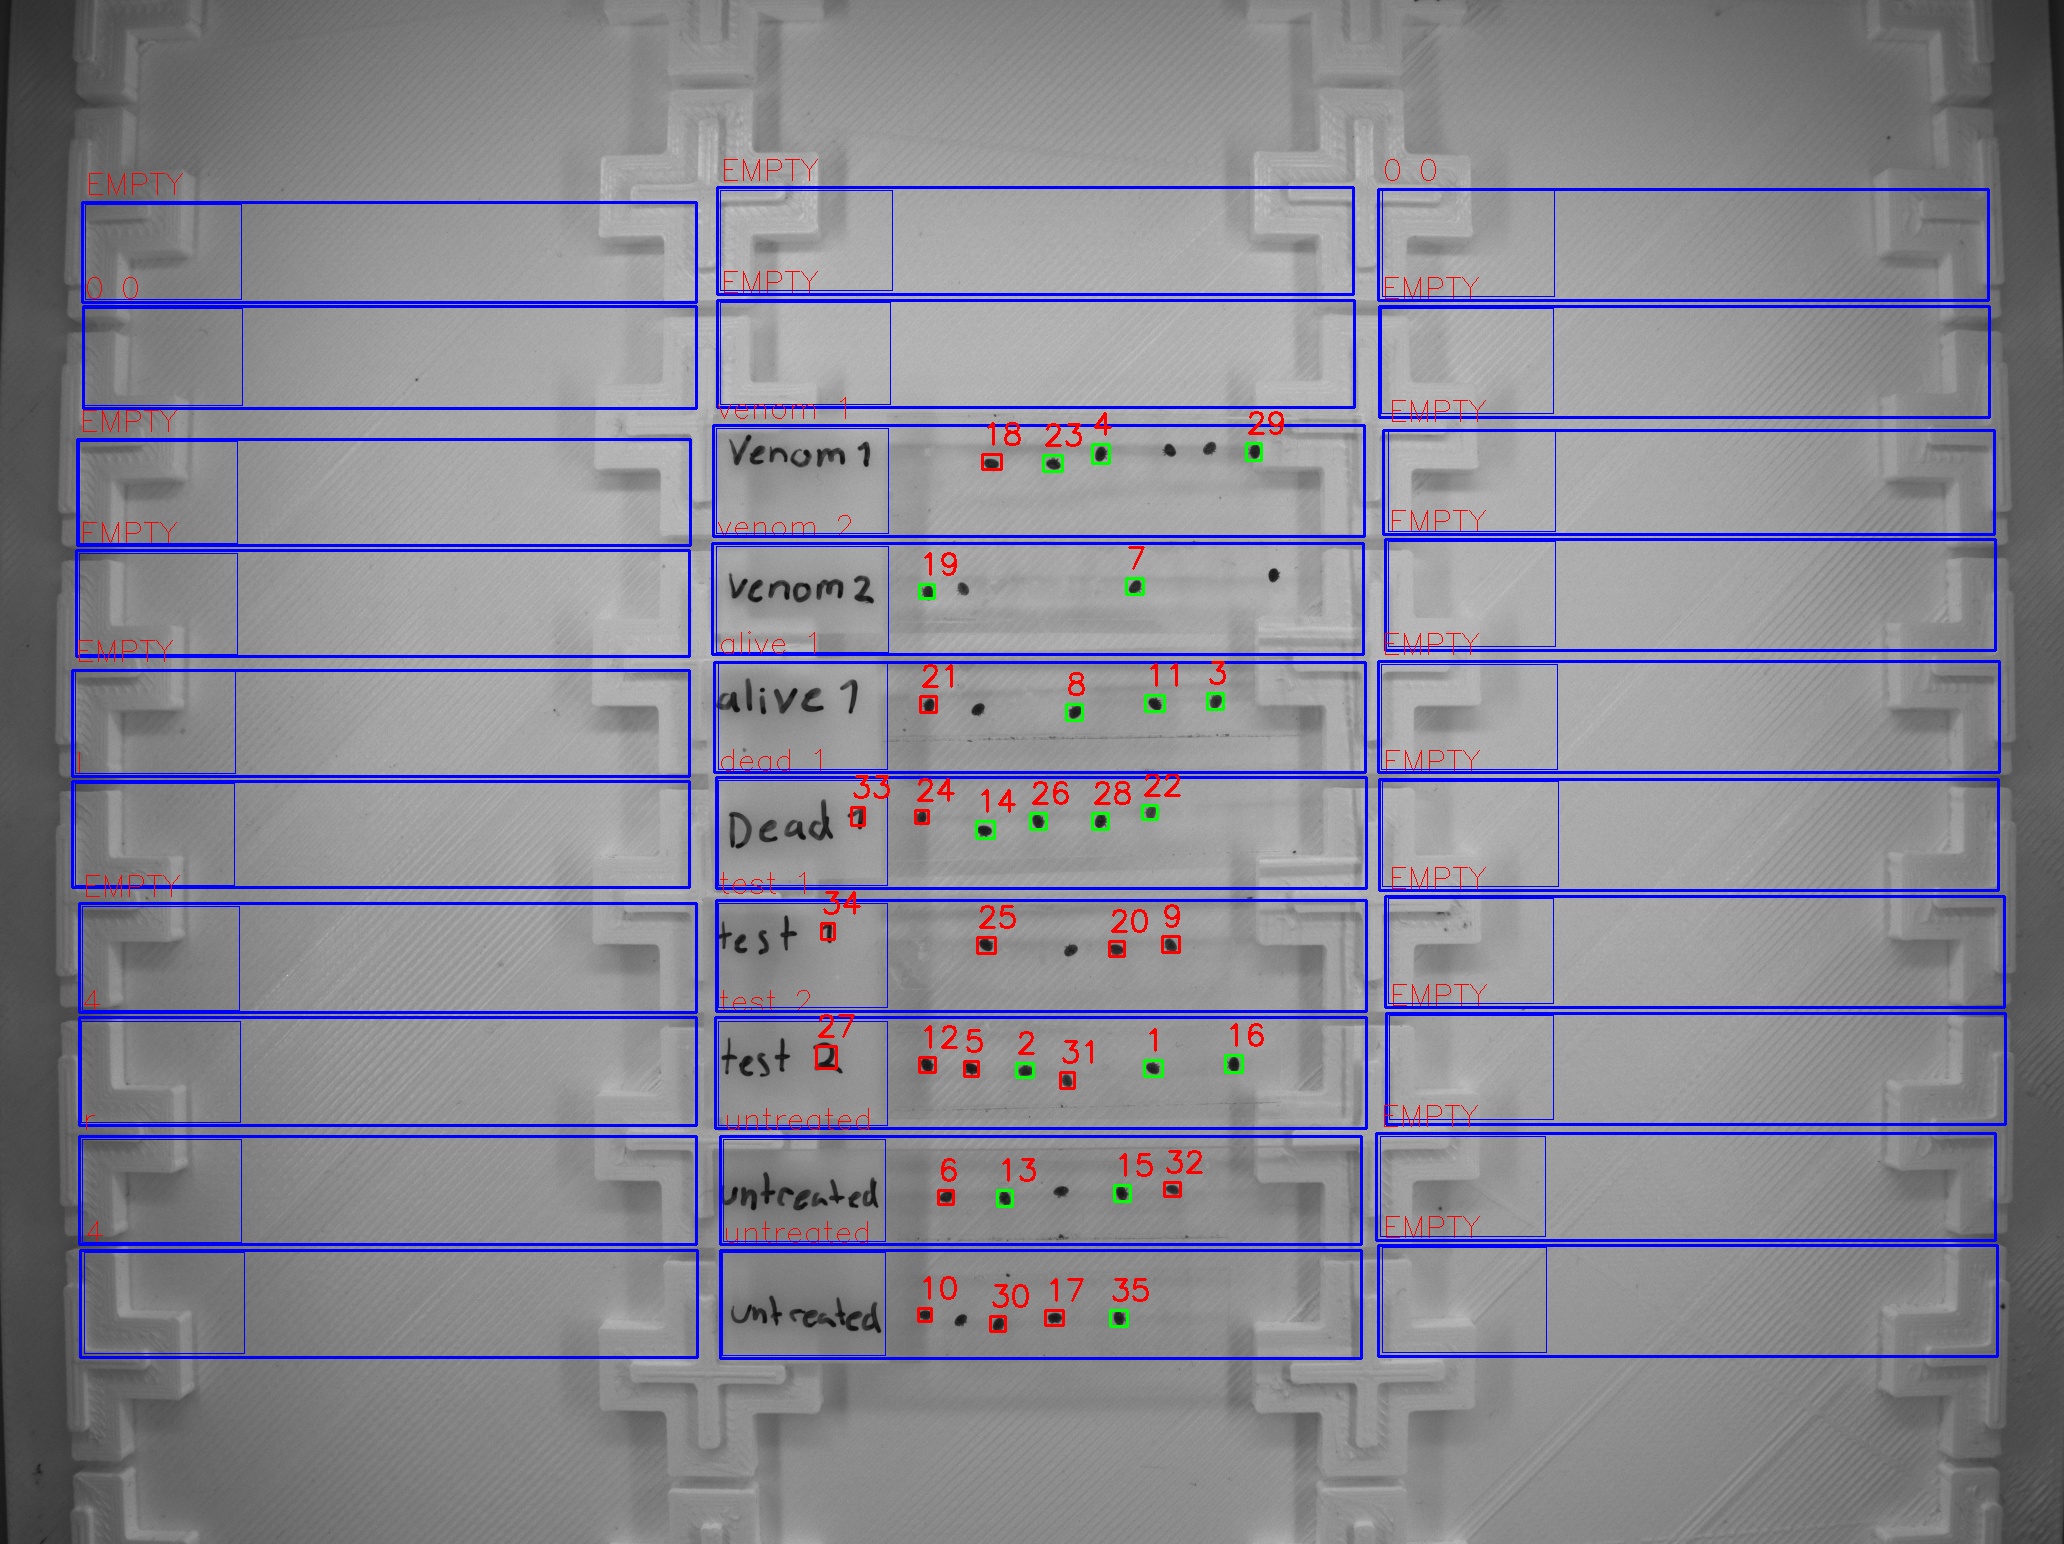 EMPTY
EMPTY
0 0
0 0
EMPTY
EMPTY
EMPTY
venom 1
EMPTY
Venom 1
18 23 4 29
EMPTY
venom 2
EMPTY
venom 2
19 7
EMPTY
alive 1
EMPTY
alive 1
21 8 11 3
dead 1
EMPTY
Dead 1
33 24 14 26 28 22
EMPTY
test 1
EMPTY
test 1
34 25 20 9
4
test 2
EMPTY
test 2
27 12 5 2 31 1 16
r
untreated
EMPTY
untreated
6 13 15 32
4
untreated
EMPTY
untreated
10 30 17 35